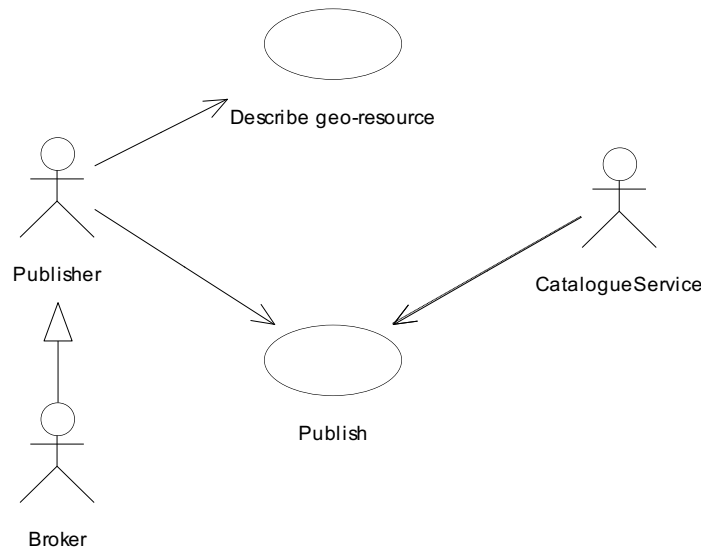 Describe geo-resource
Publisher
CatalogueService
Publish
Broker